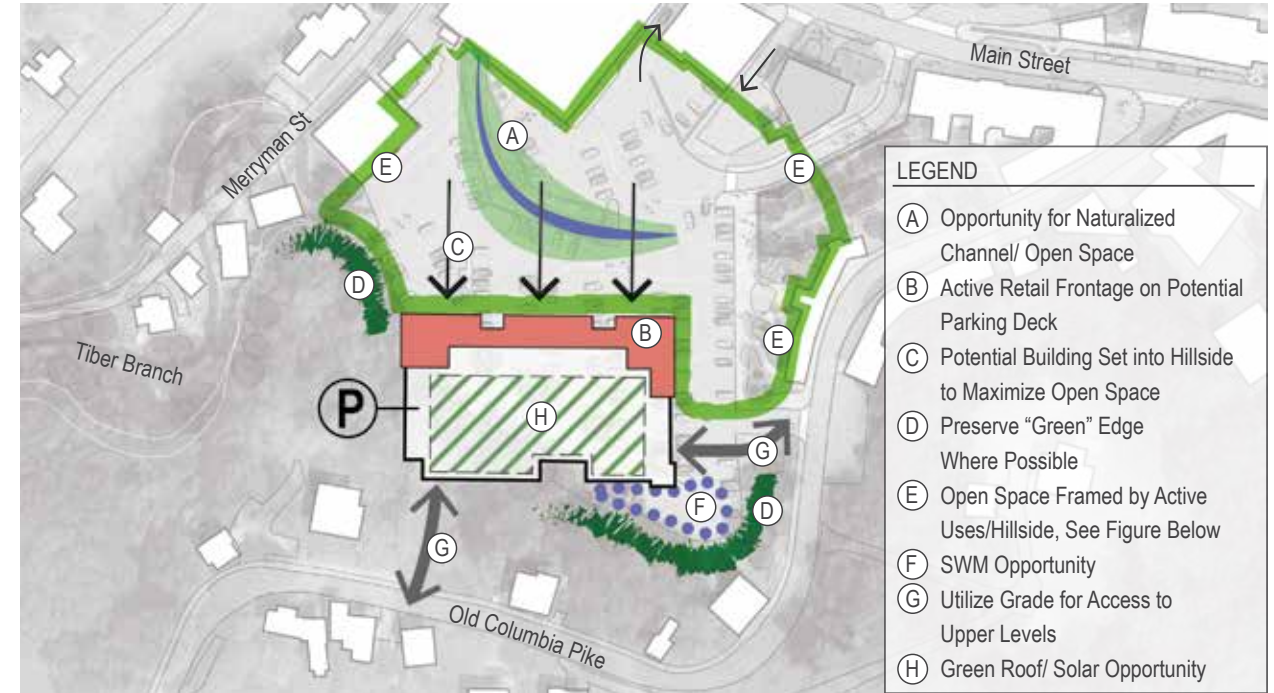 Main Street
Merryman St
Tiber Branch
Old Columbia Pike
A
E
E
C
D
B
E
P
H
G
F
D
G
LEGEND
A Opportunity for Naturalized
Channel/ Open Space
B Active Retail Frontage on Potential
Parking Deck
C Potential Building Set into Hillside
to Maximize Open Space
D Preserve “Green” Edge
Where Possible
E Open Space Framed by Active
Uses/Hillside, See Figure Below
F SWM Opportunity
G Utilize Grade for Access to
Upper Levels
H Green Roof/ Solar Opportunity